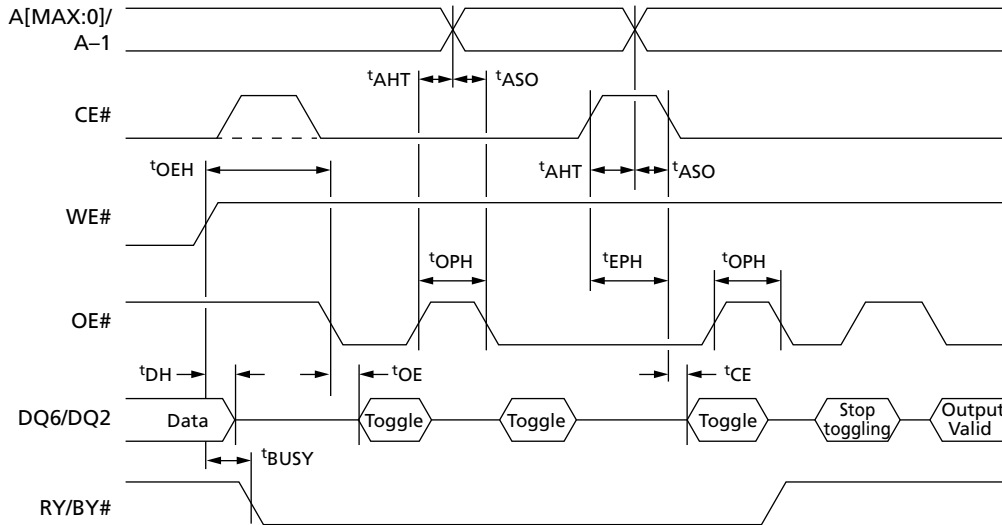 A[MAX:0]/
A–1
tAHT tASO
CE#
tOEH tAHT tASO
WE#
tOPH tEPH tOPH
OE#
tDH tOE tCE
DQ6/DQ2 Data Toggle Toggle Toggle Stop toggling Output Valid
tBUSY
RY/BY#